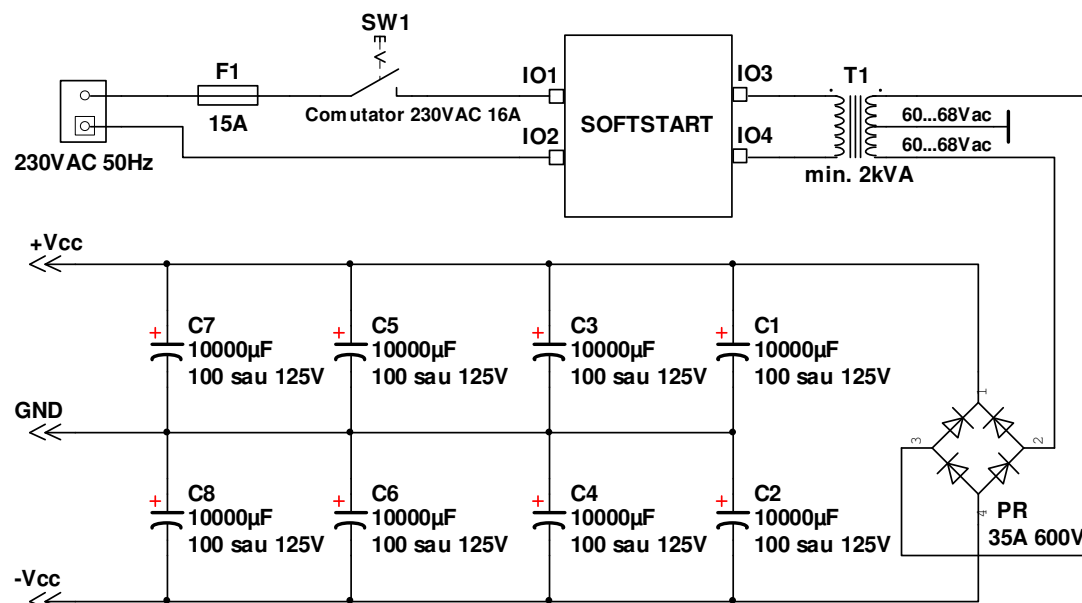 SW1
F1
15A
Comutator 230VAC 16A
230VAC 50Hz
IO1
IO2
SOFTSTART
IO3
IO4
T1
60...68Vac
60...68Vac
min. 2kVA
+Vcc
C7
10000µF
100 sau 125V
C5
10000µF
100 sau 125V
C3
10000µF
100 sau 125V
C1
10000µF
100 sau 125V
GND
C8
10000µF
100 sau 125V
C6
10000µF
100 sau 125V
C4
10000µF
100 sau 125V
C2
10000µF
100 sau 125V
1
3
2
4
PR
35A 600V
-Vcc